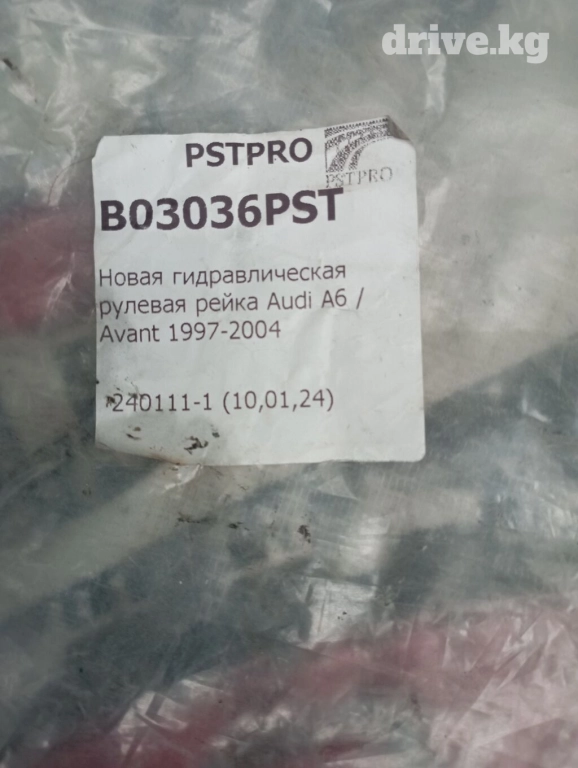 drive.kg
PSTPRO
PSTPRO
B03036PST
Новая гидравлическая
рулевая рейка Audi A6 /
Avant 1997-2004
240111-1 (10,01,24)